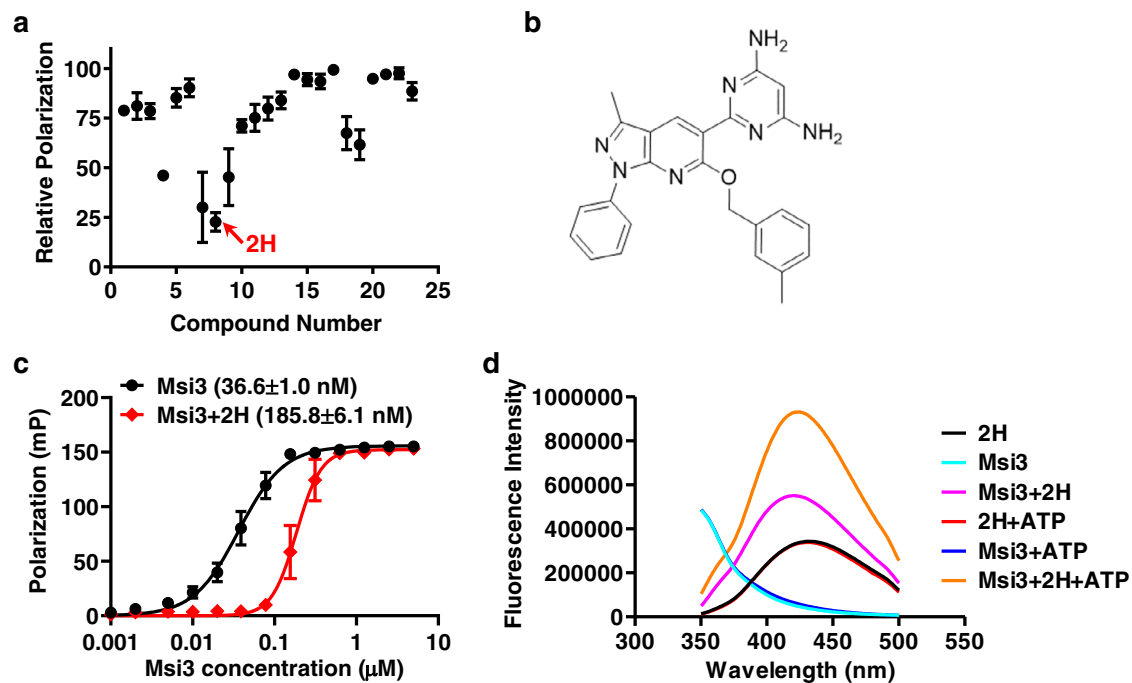 a
Relative Polarization
100
75
50
25
0
2H
0 5 10 15 20 25
Compound Number
b
NH2
N
N
NH2
N
N
N
O
c
Msi3 (36.6±1.0 nM)
Msi3+2H (185.8±6.1 nM)
Polarization (mP)
200
150
100
50
0
0.001 0.01 0.1 1 10
Msi3 concentration (μM)
d
Fluorescence Intensity
1000000
800000
600000
400000
200000
0
300 350 400 450 500 550
Wavelength (nm)
2H
Msi3
Msi3+2H
2H+ATP
Msi3+ATP
Msi3+2H+ATP